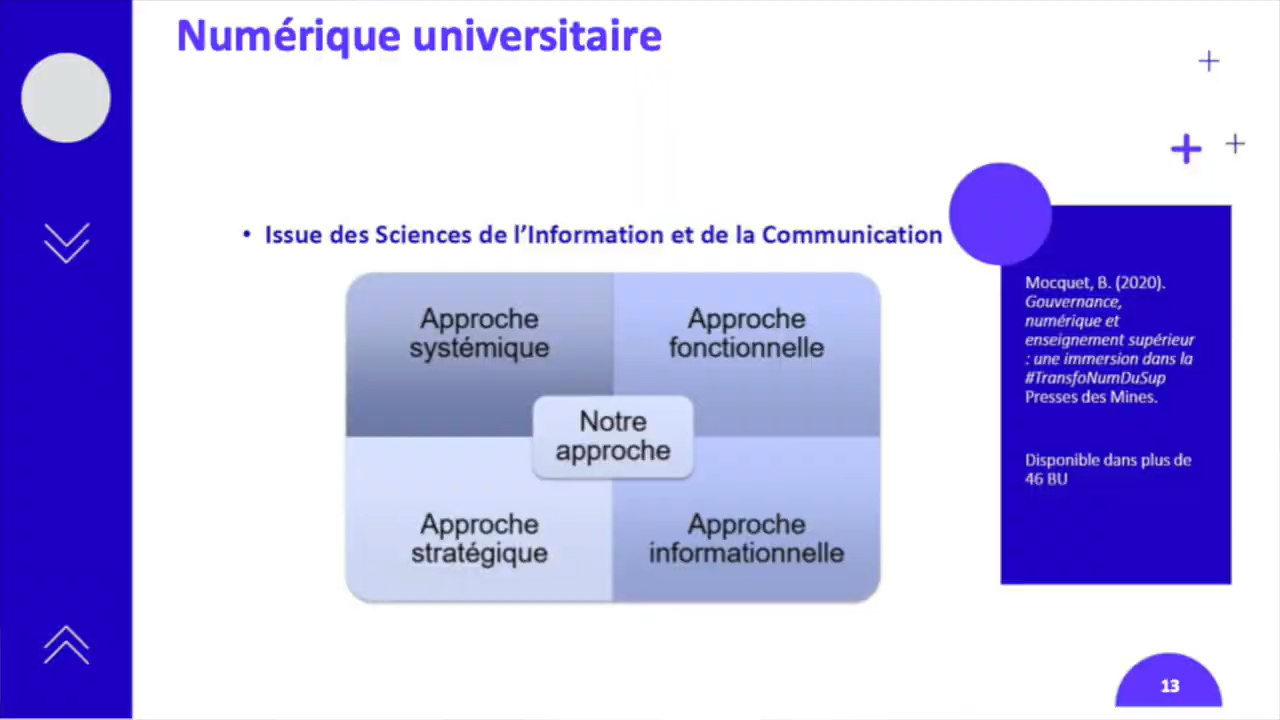 Numérique universitaire
• Issue des Sciences de l’Information et de la Communication
Approche
systémique
Approche
fonctionnelle
Notre
approche
Approche
stratégique
Approche
informationnelle
Mocquet, B. (2020).
Gouvernance,
numérique et
enseignement supérieur
: une immersion dans la
#TransfoNumDuSup
Presses des Mines.
Disponible dans plus de
46 BU
13